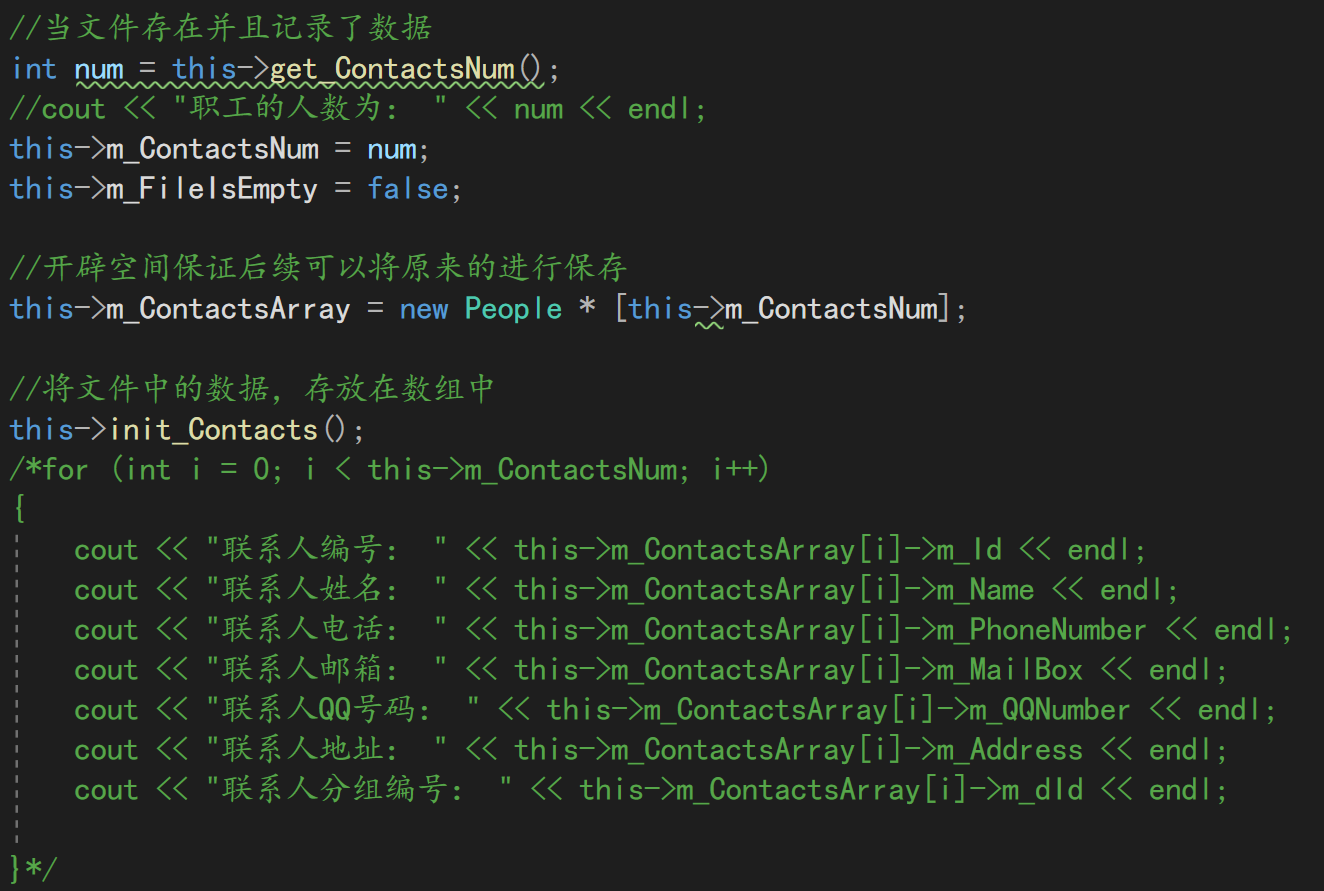 //当文件存在并且记录了数据
int num = this->get_ContactsNum();
//cout << "职工的人数为: " << num << endl;
this->m_ContactsNum = num;
this->m_FileIsEmpty = false;
//开辟空间保证后续可以将原来的进行保存
this->m_ContactsArray = new People * [this->m_ContactsNum];
//将文件中的数据，存放在数组中
this->init_Contacts();
/*for (int i = 0; i < this->m_ContactsNum; i++)
{
cout << "联系人编号: " << this->m_ContactsArray[i]->m_Id << endl;
cout << "联系人姓名: " << this->m_ContactsArray[i]->m_Name << endl;
cout << "联系人电话: " << this->m_ContactsArray[i]->m_PhoneNumber << endl;
cout << "联系人邮箱: " << this->m_ContactsArray[i]->m_MailBox << endl;
cout << "联系人QQ号码: " << this->m_ContactsArray[i]->m_QQNumber << endl;
cout << "联系人地址: " << this->m_ContactsArray[i]->m_Address << endl;
cout << "联系人分组编号: " << this->m_ContactsArray[i]->m_dId << endl;
}*/